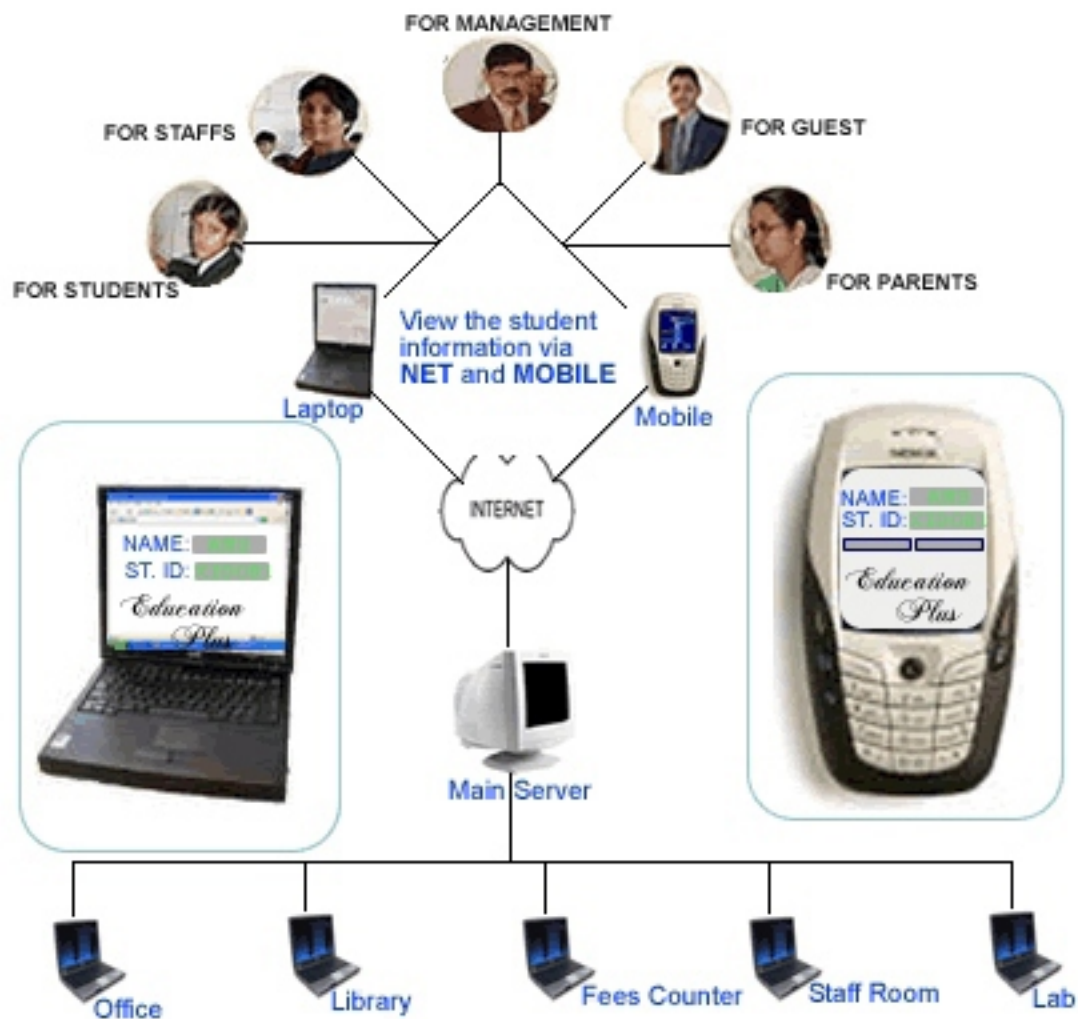 FOR MANAGEMENT
FOR STAFFS
FOR GUEST
FOR STUDENTS
FOR PARENTS
View the student
information via
NET and MOBILE
Laptop
Mobile
INTERNET
NAME:
ST. ID:
Education
Plus
NOKIA
NAME:
ST. ID:
Education
Plus
Main Server
Office
Library
Fees Counter
Staff Room
Lab